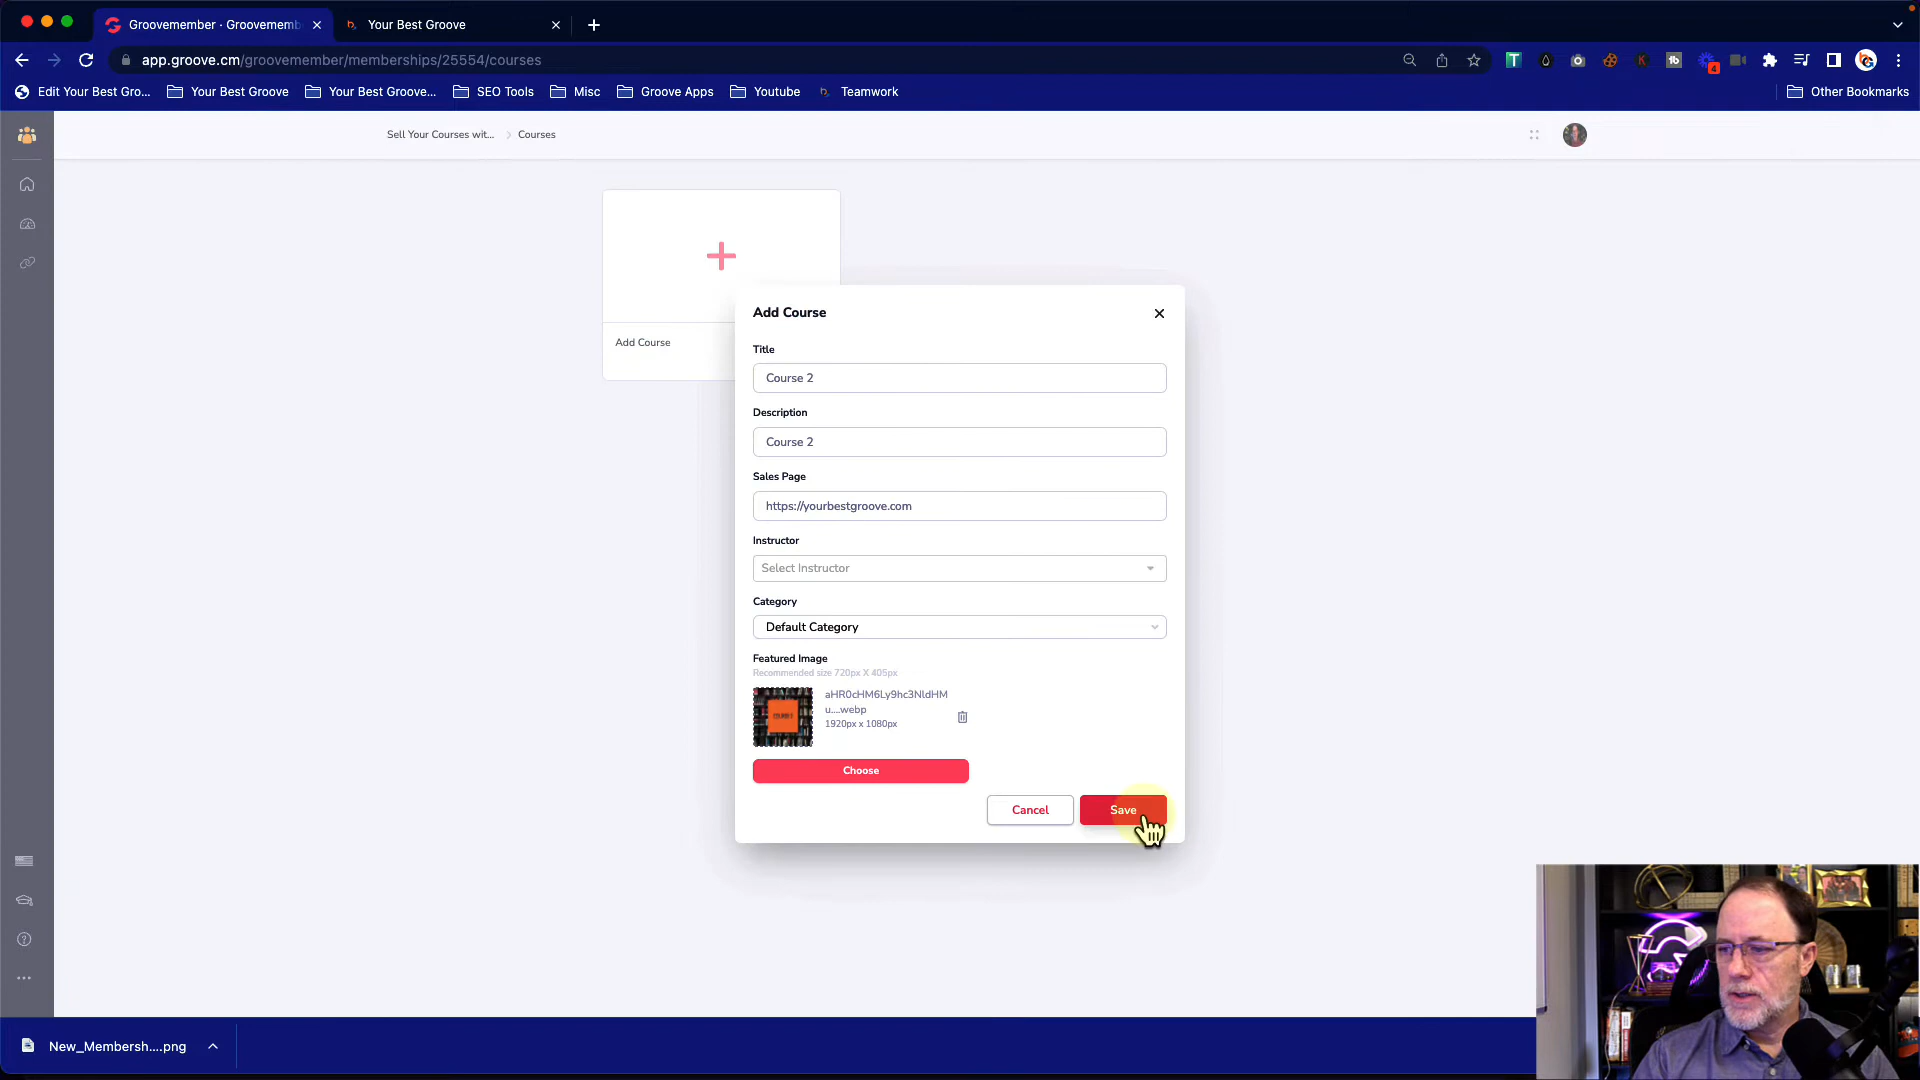 Groovemember · Groovememb
Your Best Groove
app.groove.cm/groovemember/memberships/25554/courses
Edit Your Best Gro...
Your Best Groove
Your Best Groove...
SEO Tools
Misc
Groove Apps
Youtube
Teamwork
Other Bookmarks
Sell Your Courses wit...
Courses
Add Course
Add Course
Title
Course 2
Description
Course 2
Sales Page
https://yourbestgroove.com
Instructor
Select Instructor
Category
Default Category
Featured Image
Recommended size 720px X 405px
aHR0cHM6Ly9hc3NldHM
u....webp
1920px x 1080px
Choose
Cancel
Save
New_Membersh....png